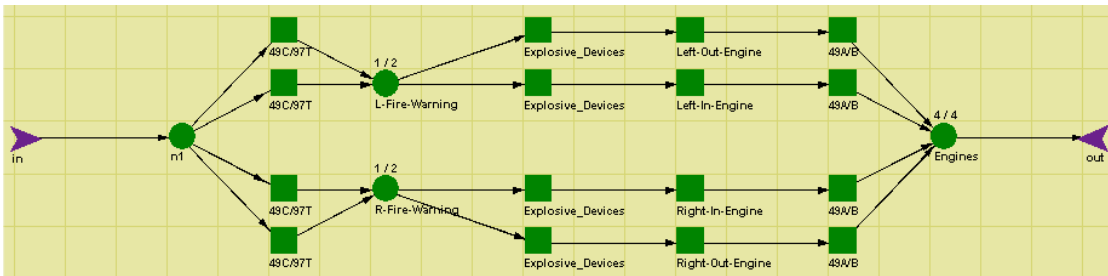 49C/97T
Explosive_Devices
Left-Out-Engine
49A/B
1 / 2
49C/97T
L-Fire-Warning
Explosive_Devices
Left-In-Engine
49A/B
4 / 4
in
n1
Engines
out
1 / 2
49C/97T
R-Fire-Warning
Explosive_Devices
Right-In-Engine
49A/B
49C/97T
Explosive_Devices
Right-Out-Engine
49A/B